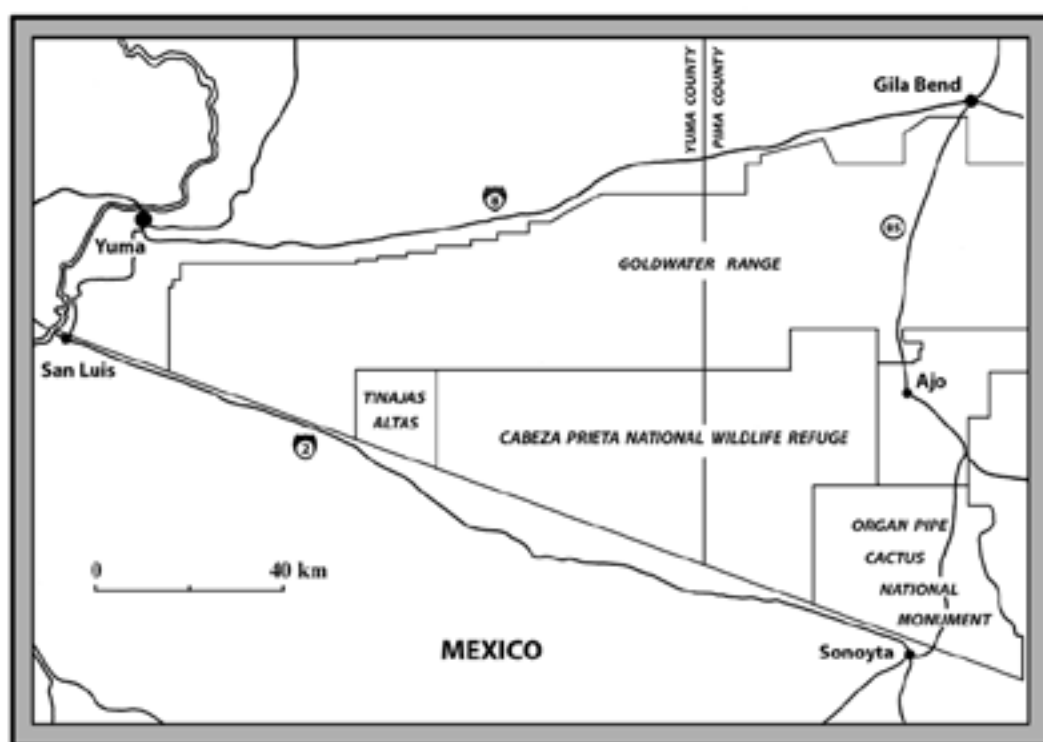 Gila Bend
YUMA COUNTY
PIMA COUNTY
8
Yuma
85
GOLDWATER RANGE
San Luis
TINAJAS
ALTAS
Ajo
CABEZA PRIETA NATIONAL WILDLIFE REFUGE
2
ORGAN PIPE
CACTUS
NATIONAL
MONUMENT
0 40 km
MEXICO
Sonoyta